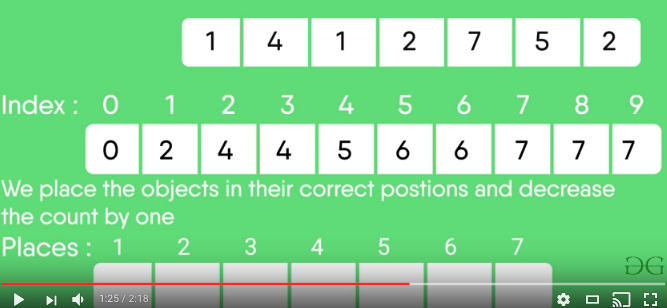 1 4 1 2 7 5 2
Index : 0 1 2 3 4 5 6 7 8 9
0 2 4 4 5 6 6 7 7 7
We place the objects in their correct postions and decrease
the count by one
Places : 1 2 3 4 5 6 7
1:25 / 2:18